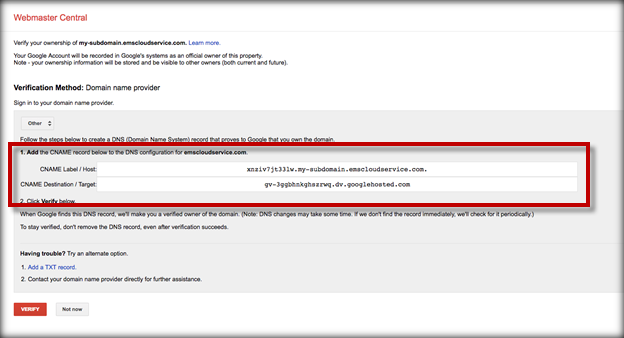 Webmaster Central
Verify your ownership of my-subdomain.emscloudservice.com. Learn more.
Your Google Account will be recorded in Google's systems as an official owner of this property.
Note - your ownership information will be stored and be visible to other owners (both current and future).
Verification Method: Domain name provider
Sign in to your domain name provider.
Other
Follow the steps below to create a DNS (Domain Name System) record that proves to Google that you own the domain.
1. Add the CNAME record below to the DNS configuration for emscloudservice.com.
CNAME Label / Host: xnziv7jt33lw.my-subdomain.emscloudservice.com.
CNAME Destination / Target: gv-3ggbhnkghszrwq.dv.googlehosted.com
2. Click Verify below.
When Google finds this DNS record, we'll make you a verified owner of the domain. (Note: DNS changes may take some time. If we don't find the record immediately, we'll check for it periodically.)
To stay verified, don't remove the DNS record, even after verification succeeds.
Having trouble? Try an alternate option.
1. Add a TXT record.
2. Contact your domain name provider directly for further assistance.
VERIFY Not now